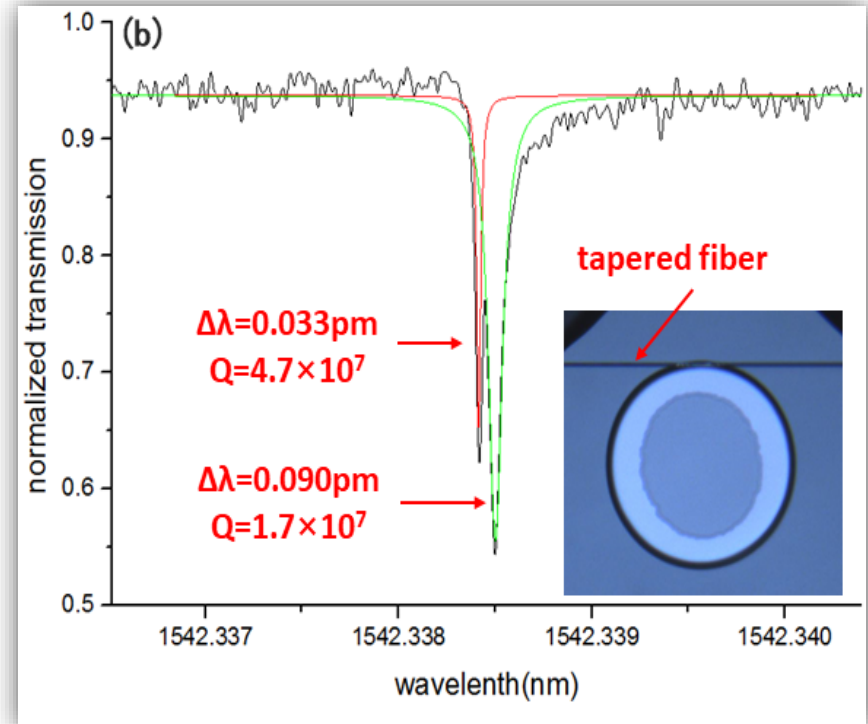 (b)
normalized transmission
1.0
0.9
0.8
0.7
0.6
0.5
tapered fiber
Δλ=0.033pm
Q=4.7×10⁷
Δλ=0.090pm
Q=1.7×10⁷
1542.337 1542.338 1542.339 1542.340
wavelenth(nm)